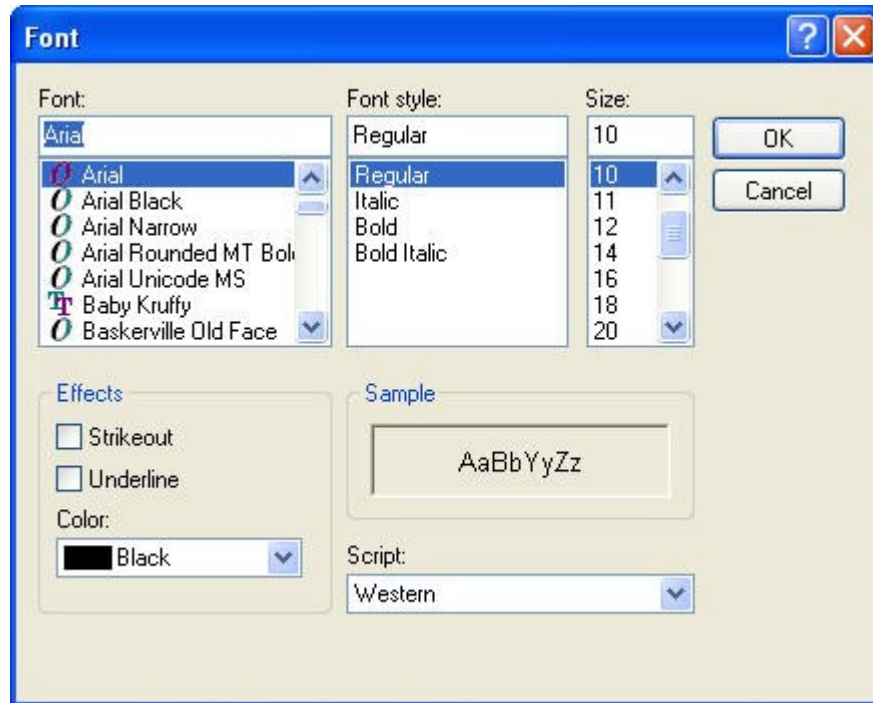 Font
Font:
Font style:
Size:
Arial
Regular
10
OK
Cancel
Arial
Arial Black
Arial Narrow
Arial Rounded MT Bol
Arial Unicode MS
Baby Kruffy
Baskerville Old Face
Regular
Italic
Bold
Bold Italic
10
11
12
14
16
18
20
Effects
Strikeout
Underline
Color:
Black
Sample
AaBbYyZz
Script:
Western